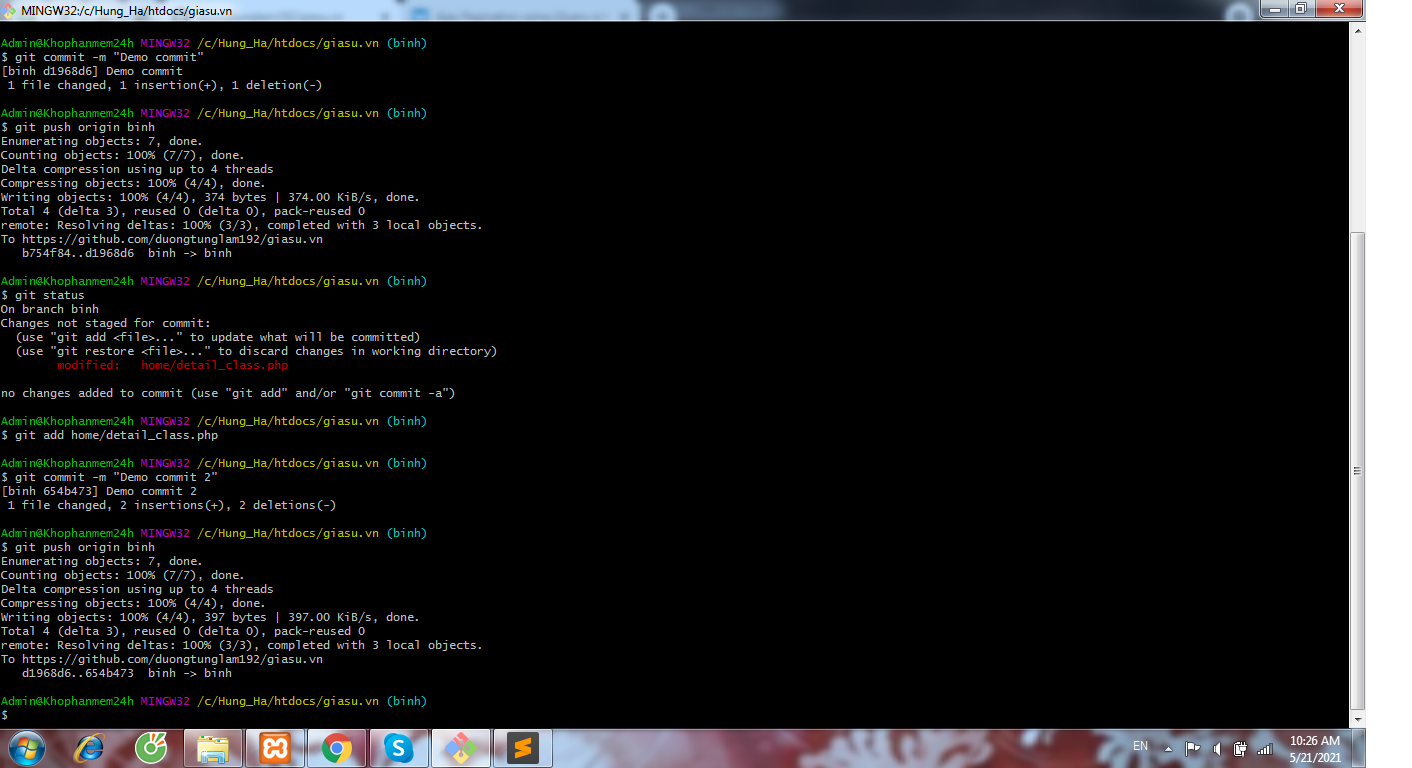 MINGW32:/c/Hung_Ha/htdocs/giasu.vn
Admin@Khophanmem24h MINGW32 /c/Hung_Ha/htdocs/giasu.vn (binh)
$ git commit -m "Demo commit"
[binh d1968d6] Demo commit
 1 file changed, 1 insertion(+), 1 deletion(-)
Admin@Khophanmem24h MINGW32 /c/Hung_Ha/htdocs/giasu.vn (binh)
$ git push origin binh
Enumerating objects: 7, done.
Counting objects: 100% (7/7), done.
Delta compression using up to 4 threads
Compressing objects: 100% (4/4), done.
Writing objects: 100% (4/4), 374 bytes | 374.00 KiB/s, done.
Total 4 (delta 3), reused 0 (delta 0), pack-reused 0
remote: Resolving deltas: 100% (3/3), completed with 3 local objects.
To https://github.com/duongtunglam192/giasu.vn
   b754f84..d1968d6  binh -> binh
Admin@Khophanmem24h MINGW32 /c/Hung_Ha/htdocs/giasu.vn (binh)
$ git status
On branch binh
Changes not staged for commit:
  (use "git add <file>..." to update what will be committed)
  (use "git restore <file>..." to discard changes in working directory)
        modified:   home/detail_class.php
no changes added to commit (use "git add" and/or "git commit -a")
Admin@Khophanmem24h MINGW32 /c/Hung_Ha/htdocs/giasu.vn (binh)
$ git add home/detail_class.php
Admin@Khophanmem24h MINGW32 /c/Hung_Ha/htdocs/giasu.vn (binh)
$ git commit -m "Demo commit 2"
[binh 654b473] Demo commit 2
 1 file changed, 2 insertions(+), 2 deletions(-)
Admin@Khophanmem24h MINGW32 /c/Hung_Ha/htdocs/giasu.vn (binh)
$ git push origin binh
Enumerating objects: 7, done.
Counting objects: 100% (7/7), done.
Delta compression using up to 4 threads
Compressing objects: 100% (4/4), done.
Writing objects: 100% (4/4), 397 bytes | 397.00 KiB/s, done.
Total 4 (delta 3), reused 0 (delta 0), pack-reused 0
remote: Resolving deltas: 100% (3/3), completed with 3 local objects.
To https://github.com/duongtunglam192/giasu.vn
   d1968d6..654b473  binh -> binh
Admin@Khophanmem24h MINGW32 /c/Hung_Ha/htdocs/giasu.vn (binh)
$
EN
10:26 AM
5/21/2021